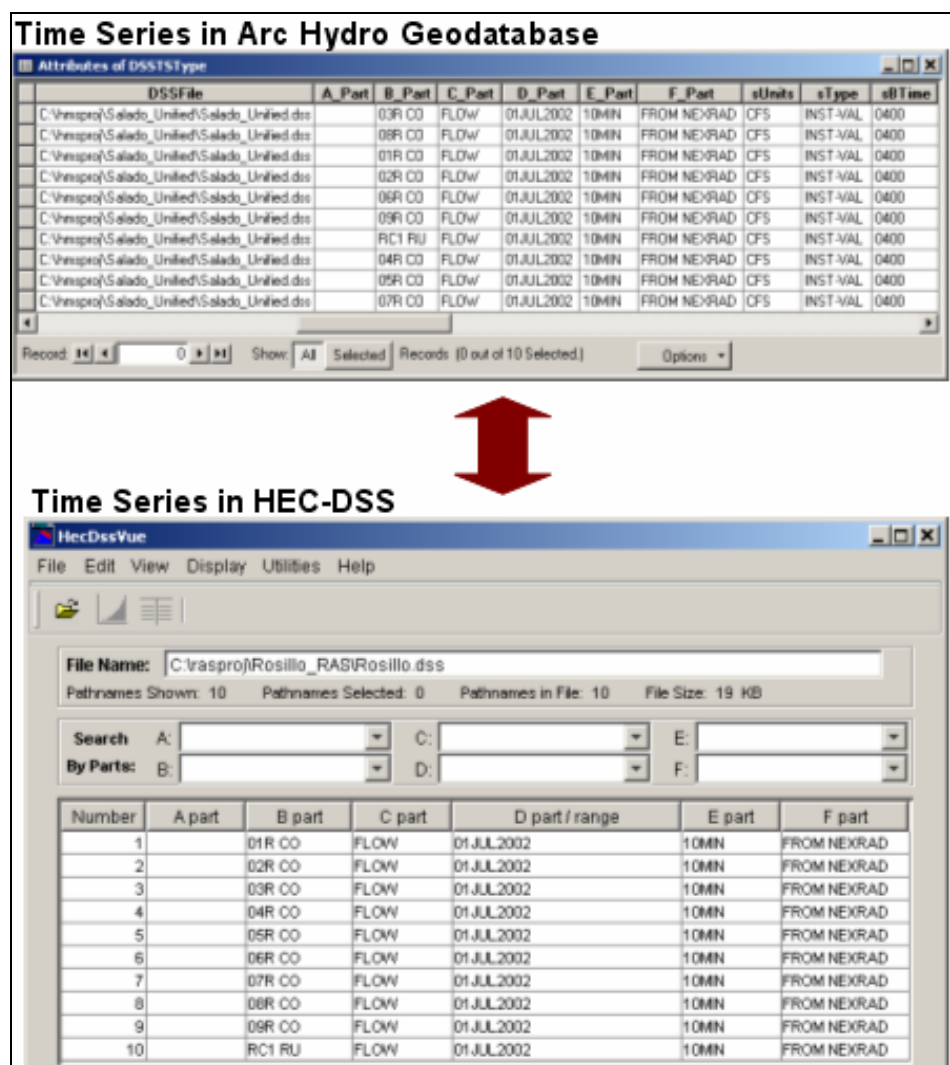 Time Series in Arc Hydro Geodatabase
Attributes of DSSTSType
DSSFile A_Part B_Part C_Part D_Part E_Part F_Part sUnits sType sBTime
C:\hmsproj\Salado_Unified\Salado_Unified.dss 03R CO FLOW 01JUL2002 10MIN FROM NEXRAD CFS INST-VAL 0400
C:\hmsproj\Salado_Unified\Salado_Unified.dss 08R CO FLOW 01JUL2002 10MIN FROM NEXRAD CFS INST-VAL 0400
C:\hmsproj\Salado_Unified\Salado_Unified.dss 01R CO FLOW 01JUL2002 10MIN FROM NEXRAD CFS INST-VAL 0400
C:\hmsproj\Salado_Unified\Salado_Unified.dss 02R CO FLOW 01JUL2002 10MIN FROM NEXRAD CFS INST-VAL 0400
C:\hmsproj\Salado_Unified\Salado_Unified.dss 06R CO FLOW 01JUL2002 10MIN FROM NEXRAD CFS INST-VAL 0400
C:\hmsproj\Salado_Unified\Salado_Unified.dss 09R CO FLOW 01JUL2002 10MIN FROM NEXRAD CFS INST-VAL 0400
C:\hmsproj\Salado_Unified\Salado_Unified.dss RC1 RU FLOW 01JUL2002 10MIN FROM NEXRAD CFS INST-VAL 0400
C:\hmsproj\Salado_Unified\Salado_Unified.dss 04R CO FLOW 01JUL2002 10MIN FROM NEXRAD CFS INST-VAL 0400
C:\hmsproj\Salado_Unified\Salado_Unified.dss 05R CO FLOW 01JUL2002 10MIN FROM NEXRAD CFS INST-VAL 0400
C:\hmsproj\Salado_Unified\Salado_Unified.dss 07R CO FLOW 01JUL2002 10MIN FROM NEXRAD CFS INST-VAL 0400
Record: 0 Show: All Selected Records (0 out of 10 Selected.) Options
Time Series in HEC-DSS
HecDssVue
File Edit View Display Utilities Help
File Name: C:\rasproj\Rosillo_RAS\Rosillo.dss
Pathnames Shown: 10 Pathnames Selected: 0 Pathnames in File: 10 File Size: 19 KB
Search A: C: E:
By Parts: B: D: F:
Number A part B part C part D part / range E part F part
1 01R CO FLOW 01JUL2002 10MIN FROM NEXRAD
2 02R CO FLOW 01JUL2002 10MIN FROM NEXRAD
3 03R CO FLOW 01JUL2002 10MIN FROM NEXRAD
4 04R CO FLOW 01JUL2002 10MIN FROM NEXRAD
5 05R CO FLOW 01JUL2002 10MIN FROM NEXRAD
6 06R CO FLOW 01JUL2002 10MIN FROM NEXRAD
7 07R CO FLOW 01JUL2002 10MIN FROM NEXRAD
8 08R CO FLOW 01JUL2002 10MIN FROM NEXRAD
9 09R CO FLOW 01JUL2002 10MIN FROM NEXRAD
10 RC1 RU FLOW 01JUL2002 10MIN FROM NEXRAD